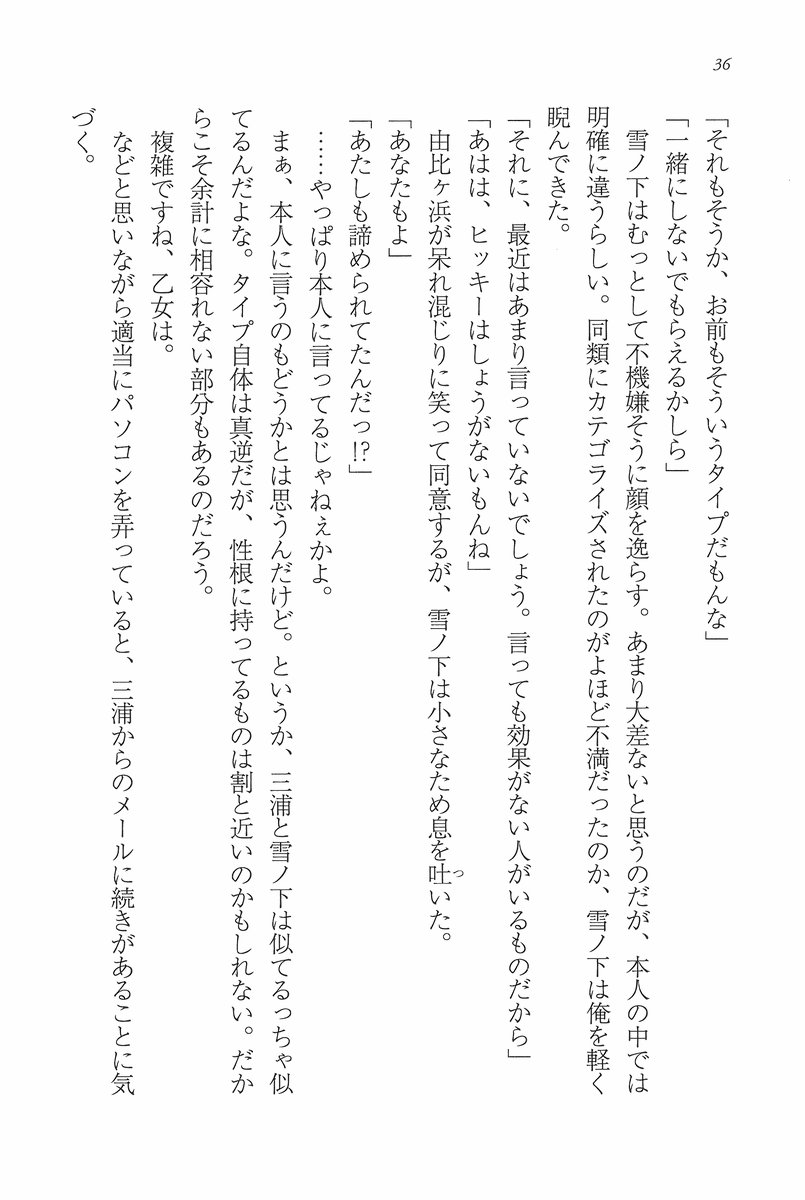 36
「それもそうか、お前もそういうタイプだもんな」
「一緒にしないでもらえるかしら」
雪ノ下はむっとして不機嫌そうに顔を逸らす。あまり大差ないと思うのだが、本人の中では
明確に違うらしい。同類にカテゴライズされたのがよほど不満だったのか、雪ノ下は俺を軽く
睨んできた。
「それに、最近はあまり言っていないでしょう。言っても効果がない人がいるものだから」
「あはは、ヒッキーはしょうがないもんね」
由比ヶ浜が呆れ混じりに笑って同意するが、雪ノ下は小さなため息を吐いた。
つ
「あなたもよ」
「あたしも諦められてたんだっ!?」
……やっぱり本人に言ってるじゃねぇかよ。
まぁ、本人に言うのもどうかとは思うんだけど。というか、三浦と雪ノ下は似てるっちゃ似
てるんだよな。タイプ自体は真逆だが、性根に持ってるものは割と近いのかもしれない。だか
らこそ余計に相容れない部分もあるのだろう。
複雑ですね、乙女は。
などと思いながら適当にパソコンを弄っていると、三浦からのメールに続きがあることに気
づく。